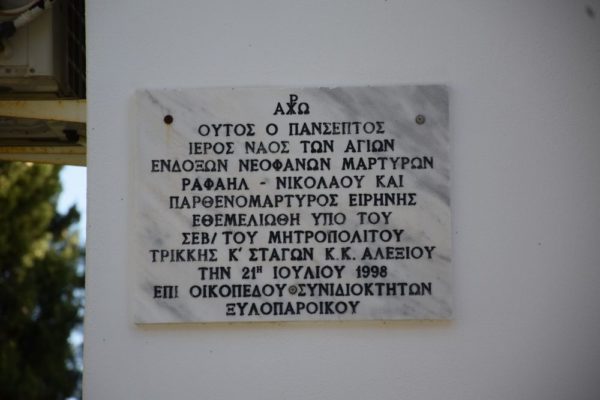 Α☧Ω
ΟΥΤΟΣ Ο ΠΑΝΣΕΠΤΟΣ
ΙΕΡΟΣ ΝΑΟΣ ΤΩΝ ΑΓΙΩΝ
ΕΝΔΟΞΩΝ ΝΕΟΦΑΝΩΝ ΜΑΡΤΥΡΩΝ
ΡΑΦΑΗΛ - ΝΙΚΟΛΑΟΥ ΚΑΙ
ΠΑΡΘΕΝΟΜΑΡΤΥΡΟΣ ΕΙΡΗΝΗΣ
ΕΘΕΜΕΛΙΩΘΗ ΥΠΟ ΤΟΥ
ΣΕΒ/ΤΟΥ ΜΗΤΡΟΠΟΛΙΤΟΥ
ΤΡΙΚΚΗΣ Κ' ΣΤΑΓΩΝ Κ.Κ. ΑΛΕΞΙΟΥ
ΤΗΝ 21Η ΙΟΥΛΙΟΥ 1998
ΕΠΙ ΟΙΚΟΠΕΔΟΥ ΣΥΝΙΔΙΟΚΤΗΤΩΝ
ΞΥΛΟΠΑΡΟΙΚΟΥ